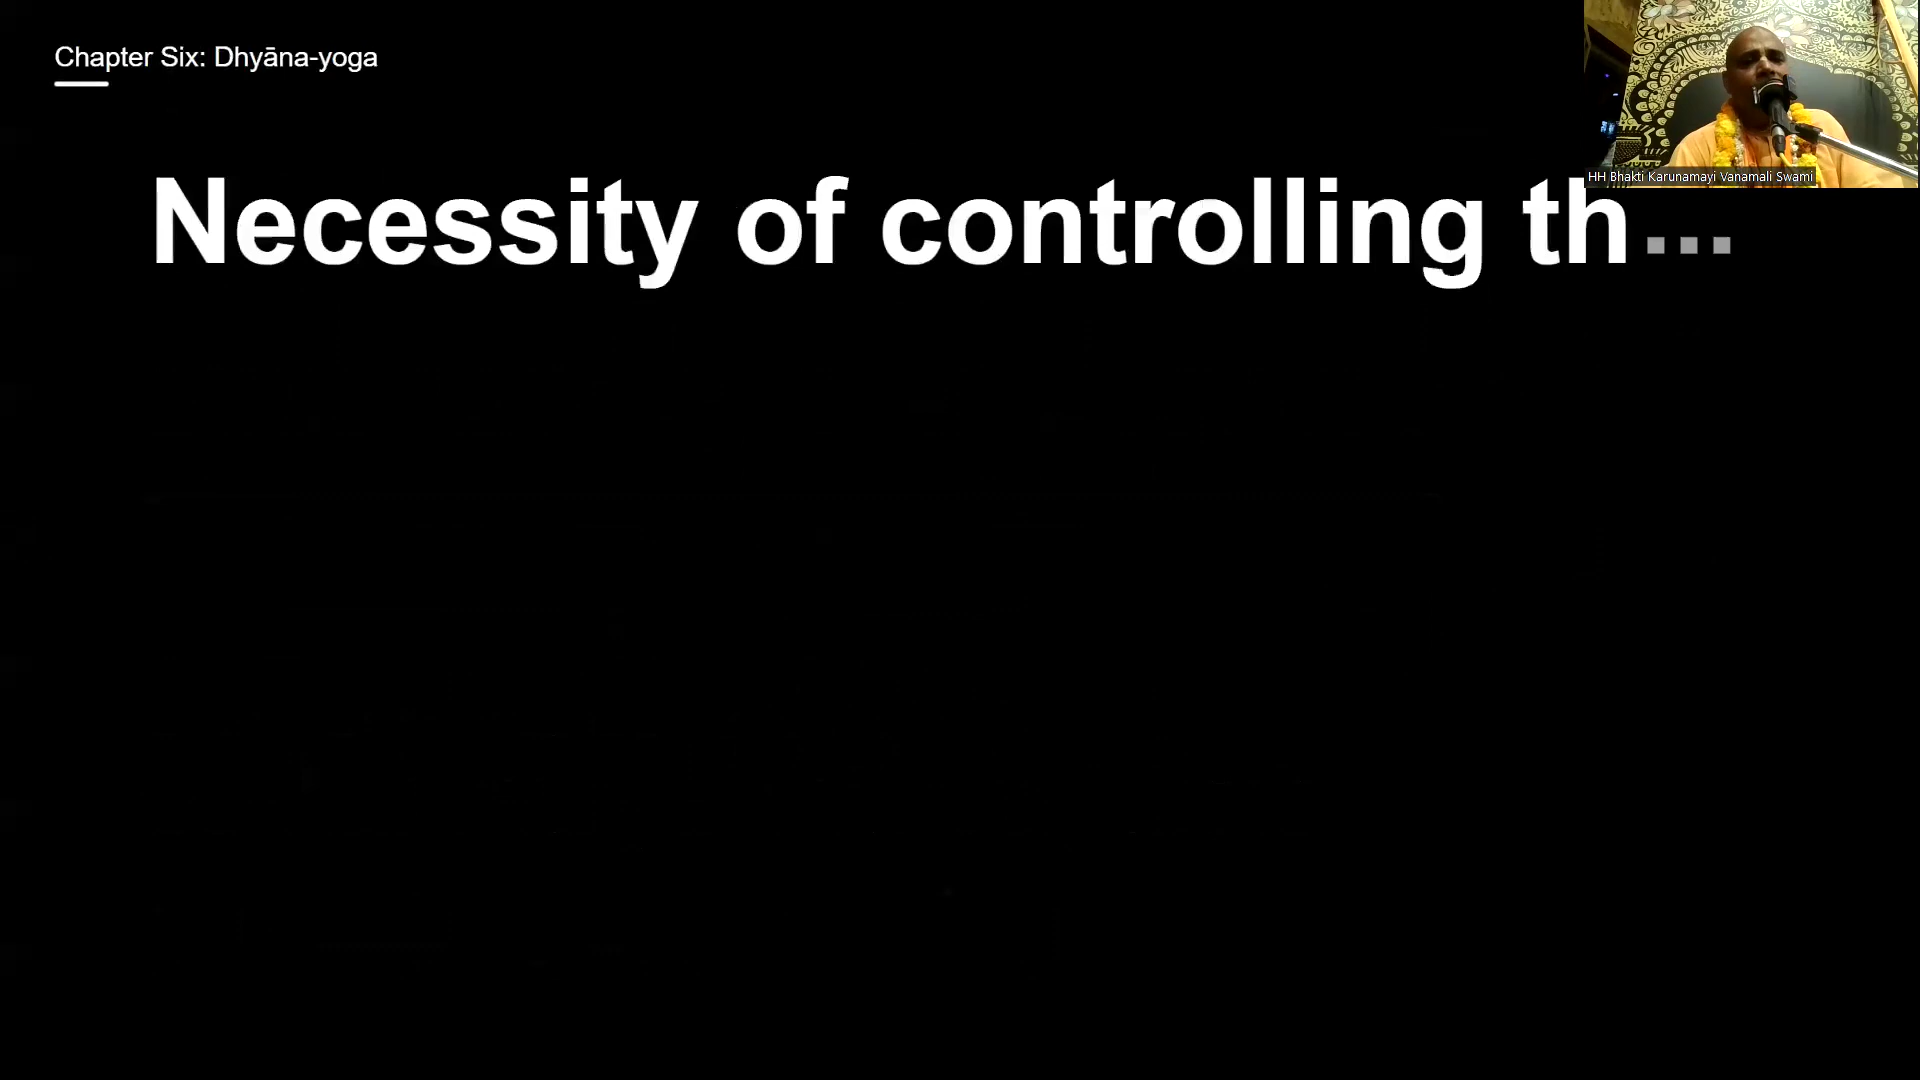 Chapter Six: Dhyāna-yoga
HH Bhakti Karunamayi Vanamali Swami
Necessity of controlling th...